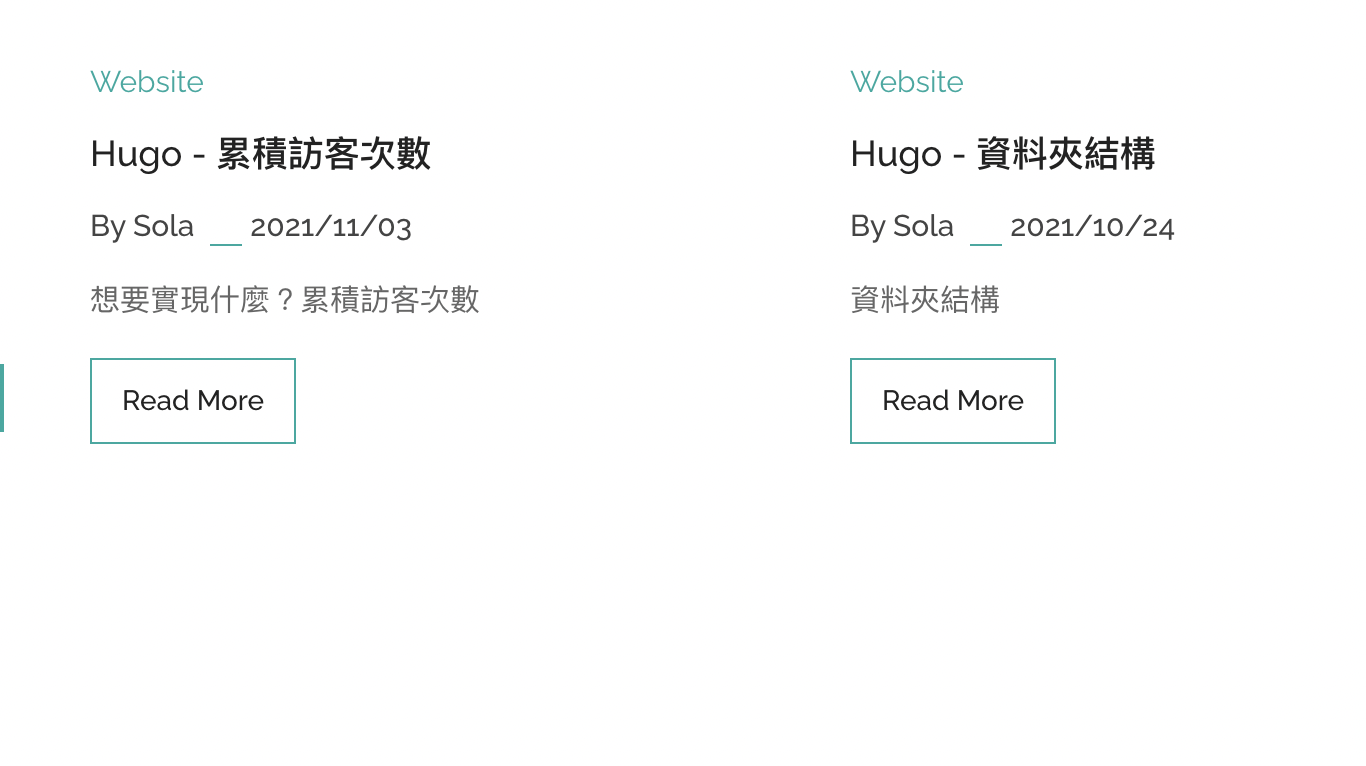 Website
Hugo - 累積訪客次數
By Sola __ 2021/11/03
想要實現什麼？累積訪客次數
Read More
Website
Hugo - 資料夾結構
By Sola __ 2021/10/24
資料夾結構
Read More